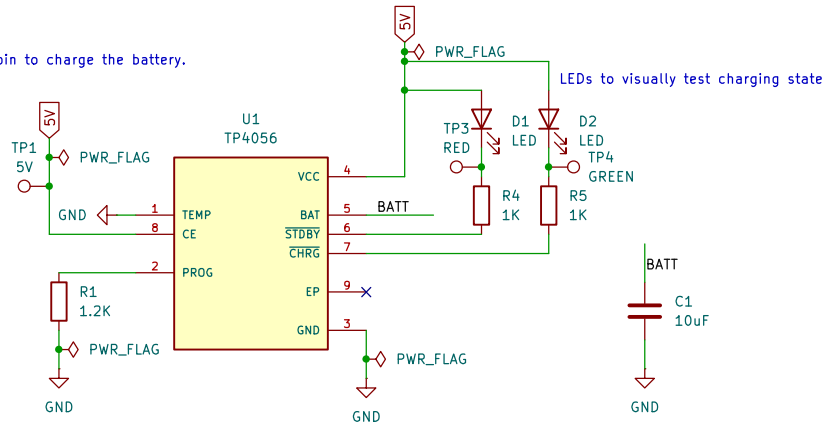 5V
PWR_FLAG
pin to charge the battery.
LEDs to visually test charging state
5V
TP1
5V
PWR_FLAG
U1
TP4056
TP3
RED
D1
LED
D2
LED
TP4
GREEN
VCC
4
GND
1
TEMP
BAT
5
BATT
8
CE
STDBY
6
CHRG
7
R4
1K
R5
1K
2
PROG
EP
9
R1
1.2K
GND
3
PWR_FLAG
PWR_FLAG
GND
GND
BATT
C1
10uF
GND